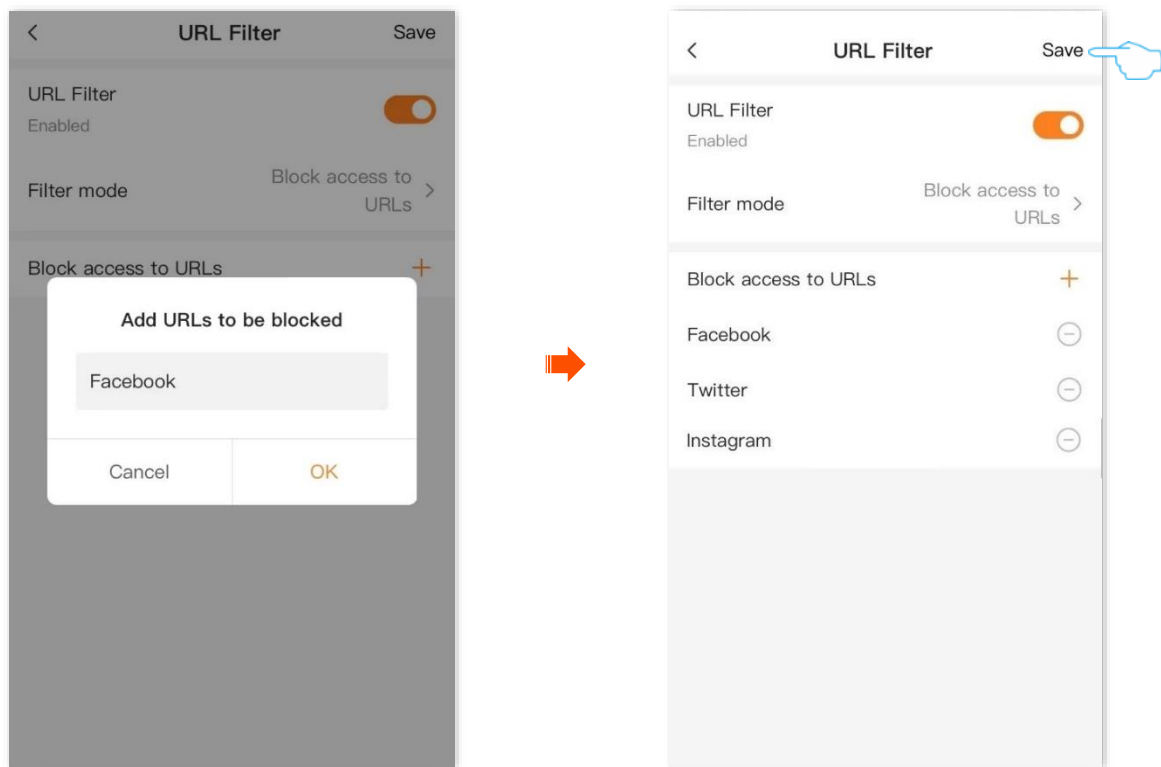 URL Filter
Save
URL Filter
Enabled
Filter mode
Block access to
URLs
Block access to URLs
Add URLs to be blocked
Facebook
Cancel
OK
URL Filter
Save
URL Filter
Enabled
Filter mode
Block access to
URLs
Block access to URLs
Facebook
Twitter
Instagram